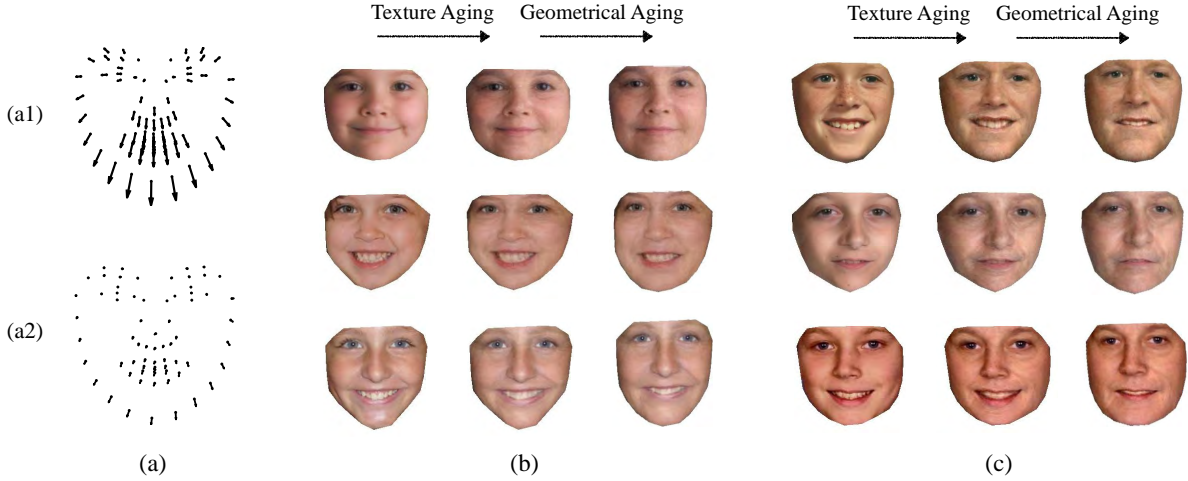 Texture Aging Geometrical Aging
Texture Aging Geometrical Aging
(a1)
(a2)
(a)
(b)
(c)